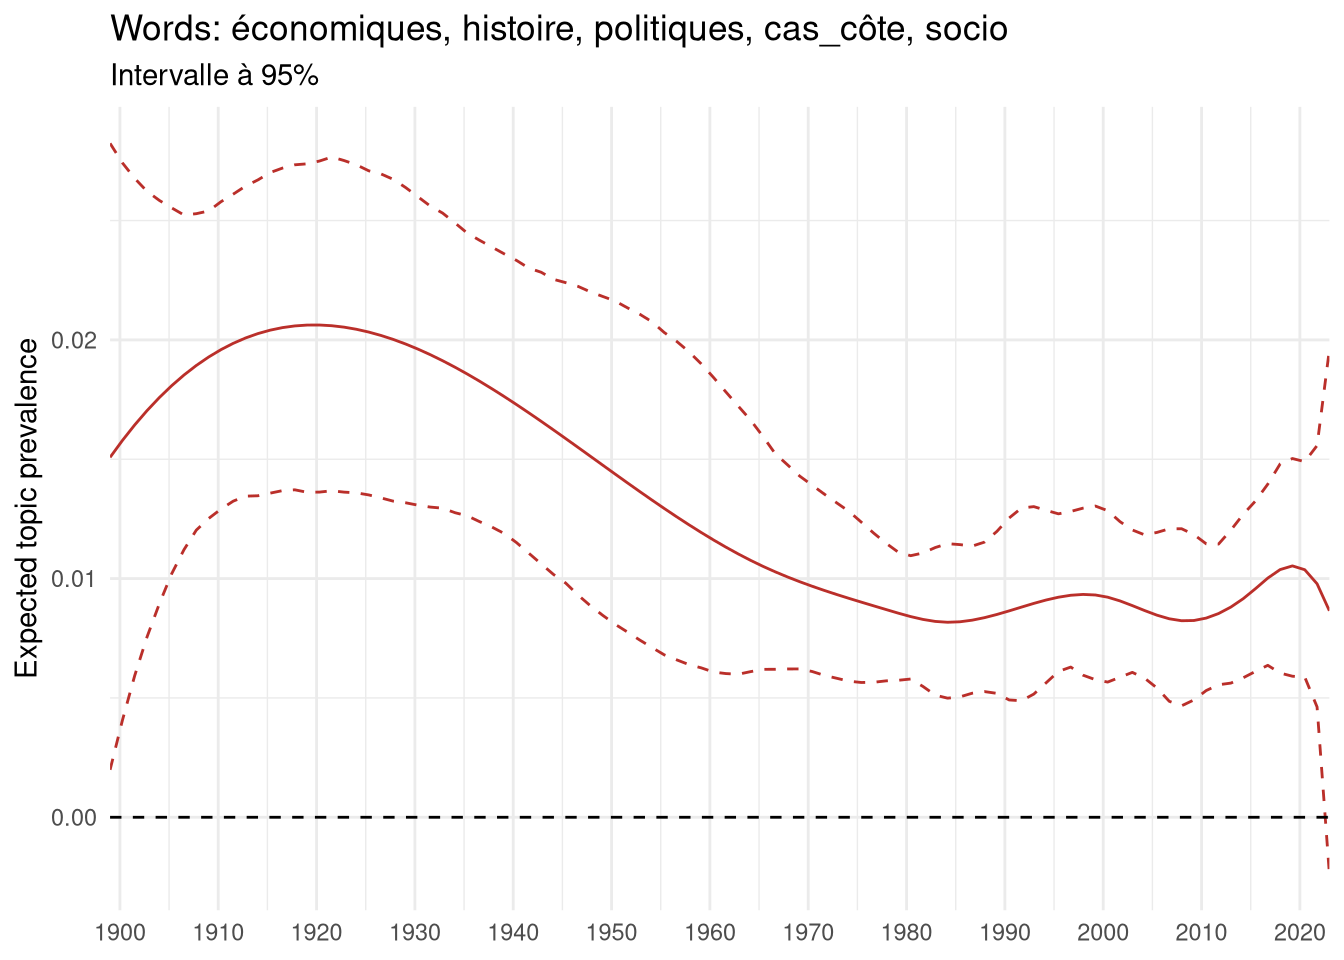 Words: économiques, histoire, politiques, cas_côte, socio
Intervalle à 95%
Expected topic prevalence
0.02
0.01
0.00
1900 1910 1920 1930 1940 1950 1960 1970 1980 1990 2000 2010 2020